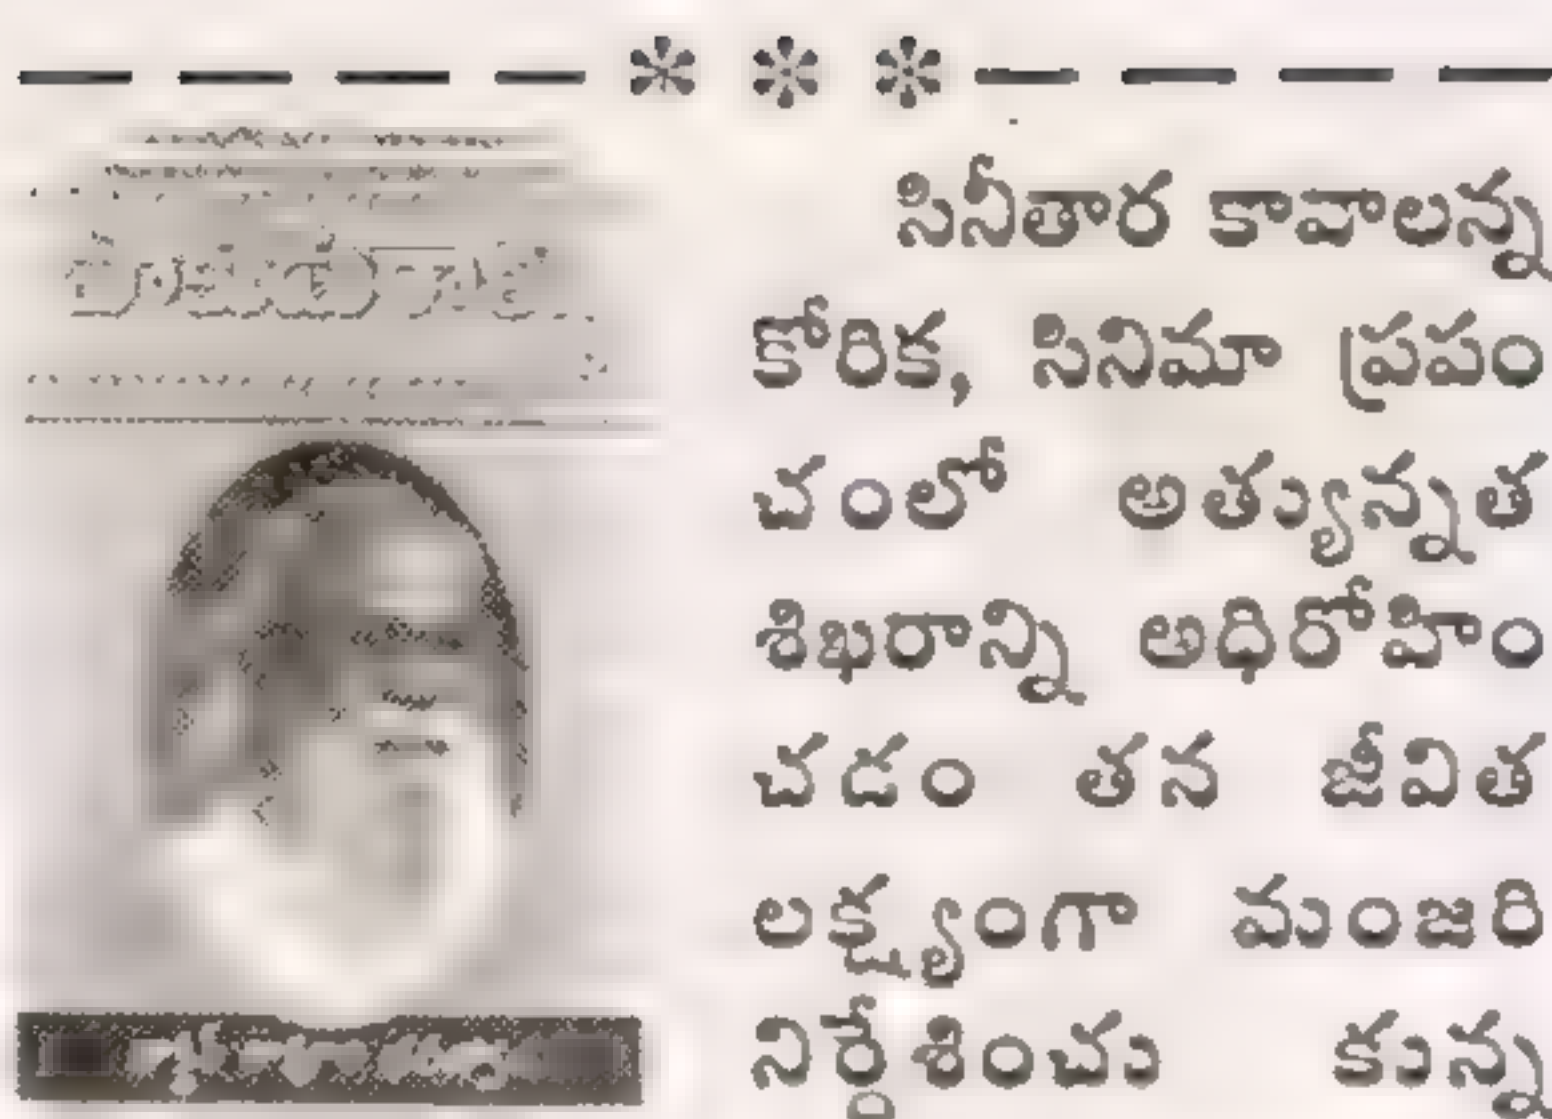 సినీతార కావాలన్న
కోరిక, సినిమా ప్రపం
చంలో అత్యున్నత
శిఖరాన్ని అధిరోహిం
చడం తన జీవిత
లక్ష్యంగా మంజరి
నిర్దేశించు కున్న